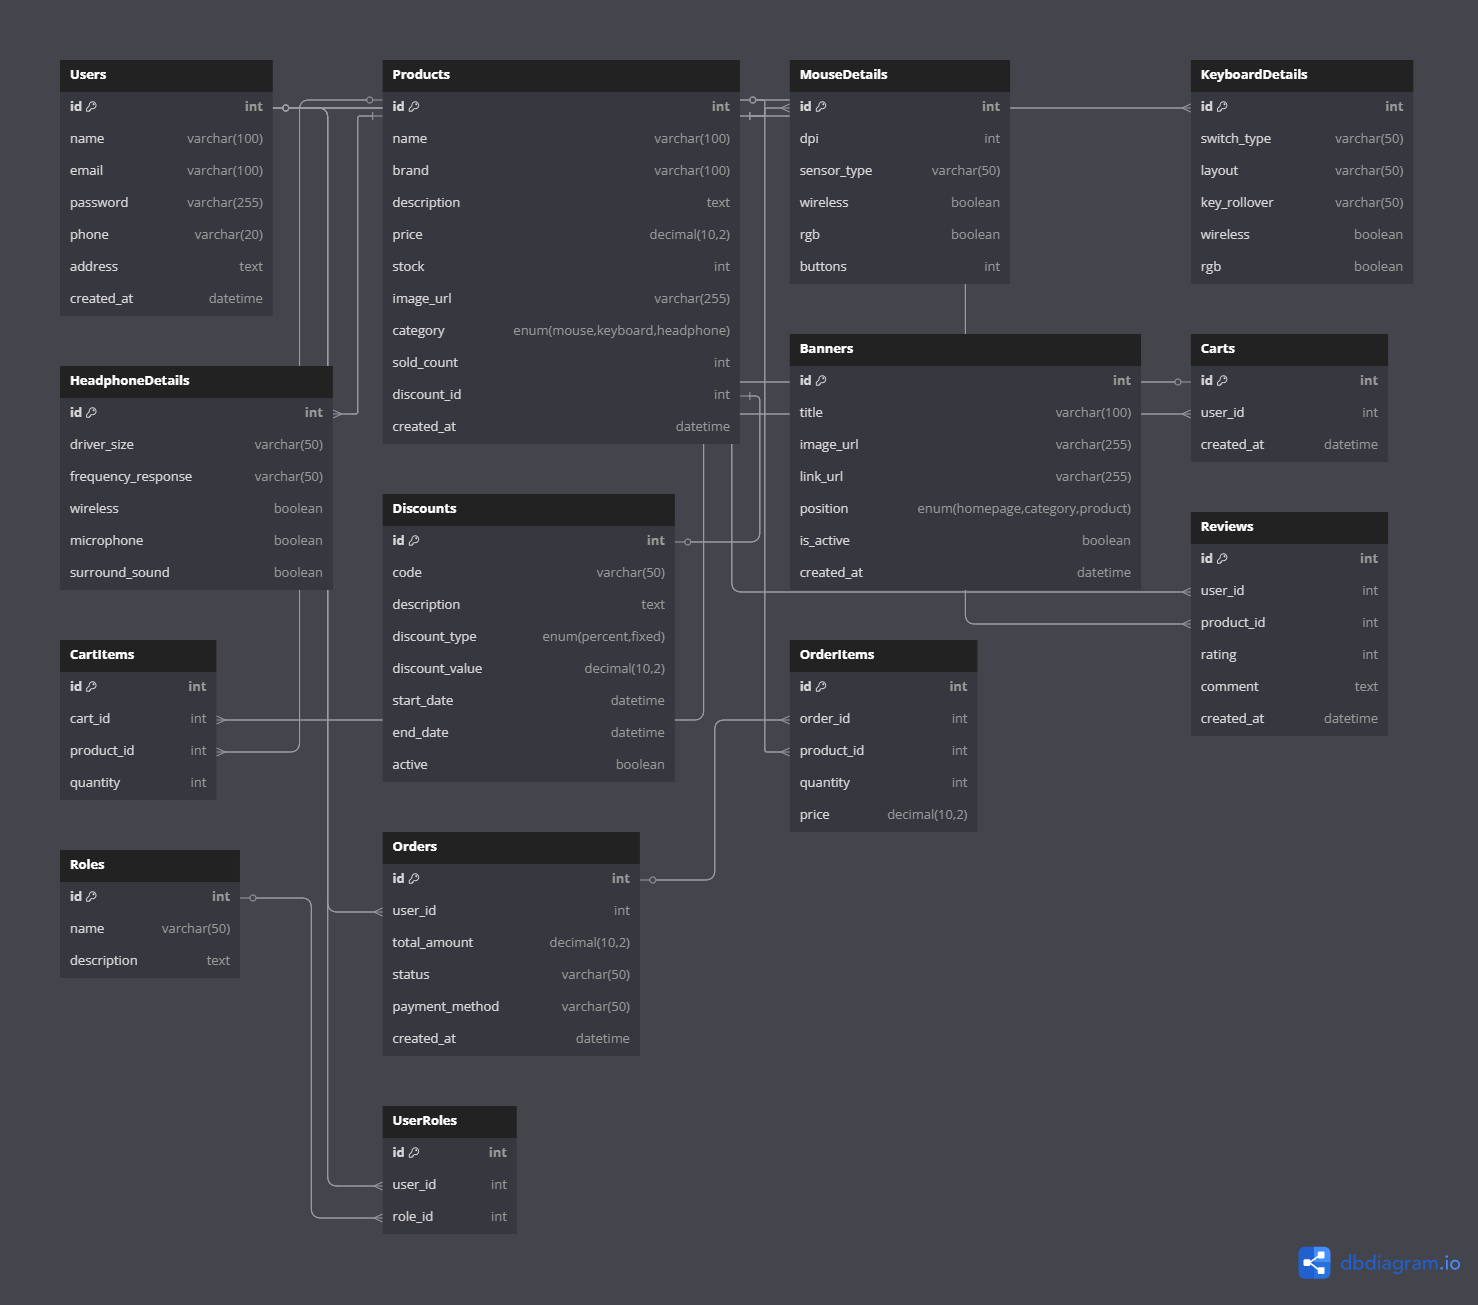 Users
id int
name varchar(100)
email varchar(100)
password varchar(255)
phone varchar(20)
address text
created_at datetime
Products
id int
name varchar(100)
brand varchar(100)
description text
price decimal(10,2)
stock int
image_url varchar(255)
category enum(mouse,keyboard,headphone)
sold_count int
discount_id int
created_at datetime
MouseDetails
id int
dpi int
sensor_type varchar(50)
wireless boolean
rgb boolean
buttons int
KeyboardDetails
id int
switch_type varchar(50)
layout varchar(50)
key_rollover varchar(50)
wireless boolean
rgb boolean
HeadphoneDetails
id int
driver_size varchar(50)
frequency_response varchar(50)
wireless boolean
microphone boolean
surround_sound boolean
Banners
id int
title varchar(100)
image_url varchar(255)
link_url varchar(255)
position enum(homepage,category,product)
is_active boolean
created_at datetime
Carts
id int
user_id int
created_at datetime
Discounts
id int
code varchar(50)
description text
discount_type enum(percent,fixed)
discount_value decimal(10,2)
start_date datetime
end_date datetime
active boolean
Reviews
id int
user_id int
product_id int
rating int
comment text
created_at datetime
CartItems
id int
cart_id int
product_id int
quantity int
OrderItems
id int
order_id int
product_id int
quantity int
price decimal(10,2)
Roles
id int
name varchar(50)
description text
Orders
id int
user_id int
total_amount decimal(10,2)
status varchar(50)
payment_method varchar(50)
created_at datetime
UserRoles
id int
user_id int
role_id int
dbdiagram.io